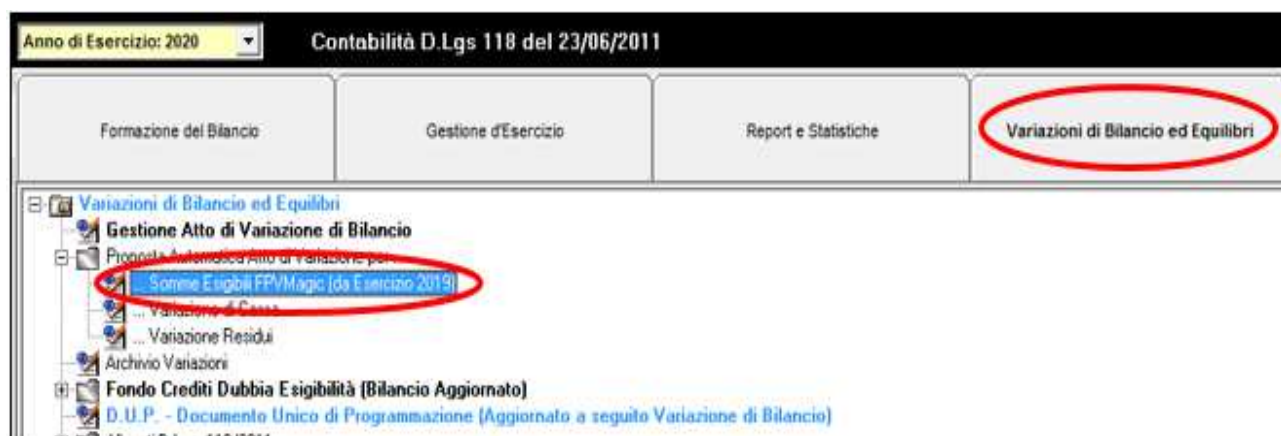 Anno di Esercizio: 2020
Contabilità D.Lgs 118 del 23/06/2011
Formazione del Bilancio
Gestione d'Esercizio
Report e Statistiche
Variazioni di Bilancio ed Equilibri
Variazioni di Bilancio ed Equilibri
Gestione Atto di Variazione di Bilancio
Proposta Automatica Atto di Variazione per
... Somme Esigibili FPVMagic (da Esercizio 2019)
... Variazione di Cassa
... Variazione Residui
Archivio Variazioni
Fondo Crediti Dubbia Esigibilità (Bilancio Aggiornato)
D.U.P. - Documento Unico di Programmazione (Aggiornato a seguito Variazione di Bilancio)